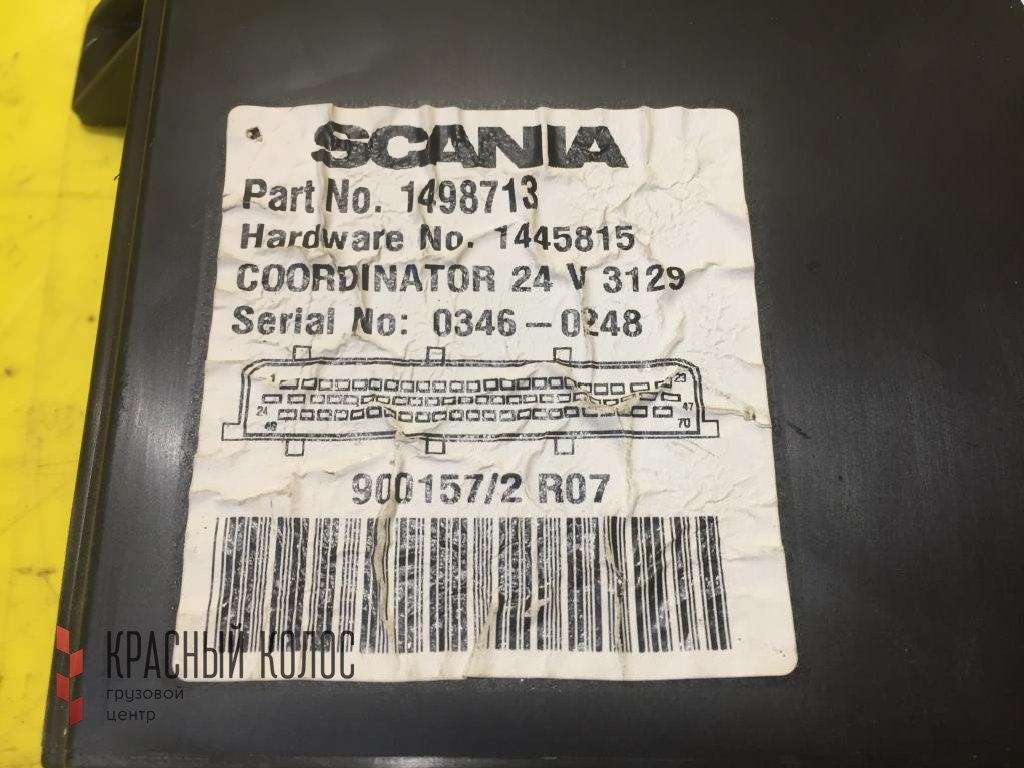 SCANIA
Part No. 1498713
Hardware No. 1445815
COORDINATOR 24 V 3129
Serial No: 0346-0248
1 23
24 47
48 70
900157/2 R07
КРАСНЫЙ КОЛОС
грузовой
центр